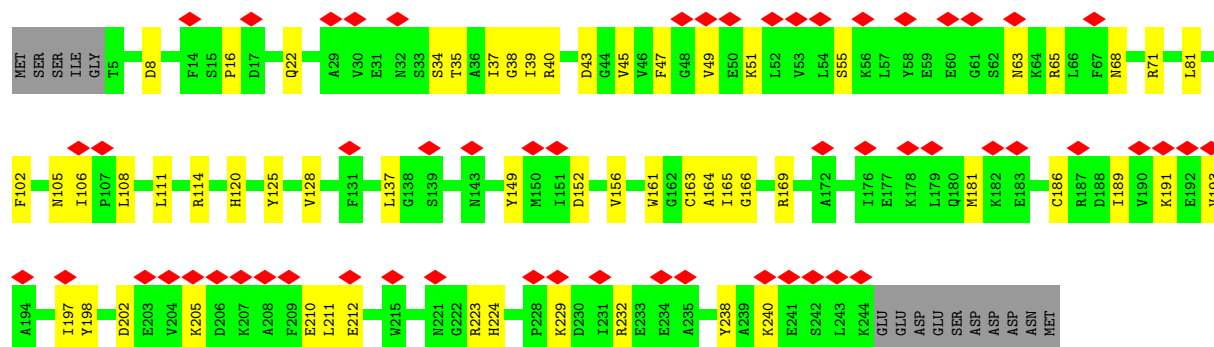 MET SER SER ILE GLY T5 D8 F14 S15 P16 D17 Q22 A29 V30 E31 N32 S33 S34 T35 A36 I37 G38 I39 R40 D43 G44 V45 V46 F47 G48 V49 E50 K51 L52 V53 L54 S55 K56 L57 Y58 E59 E60 G61 S62 N63 K64 R65 L66 F67 N68 R71 L81
F102 N105 I106 P107 L108 L111 R114 H120 Y125 V128 F131 L137 G138 S139 N143 Y149 M150 I151 D152 V156 W161 G162 C163 A164 I165 G166 R169 A172 I176 E177 K178 L179 Q180 M181 K182 E183 C186 R187 D188 I189 V190 K191 E192 V193
A194 I197 Y198 D202 E203 V204 K205 D206 K207 A208 F209 E210 L211 E212 W215 N221 G222 R223 H224 P228 K229 D230 I231 R232 E233 E234 A235 Y238 A239 K240 E241 S242 L243 K244 GLU GLU ASP GLU SER ASP ASP ASP ASN MET